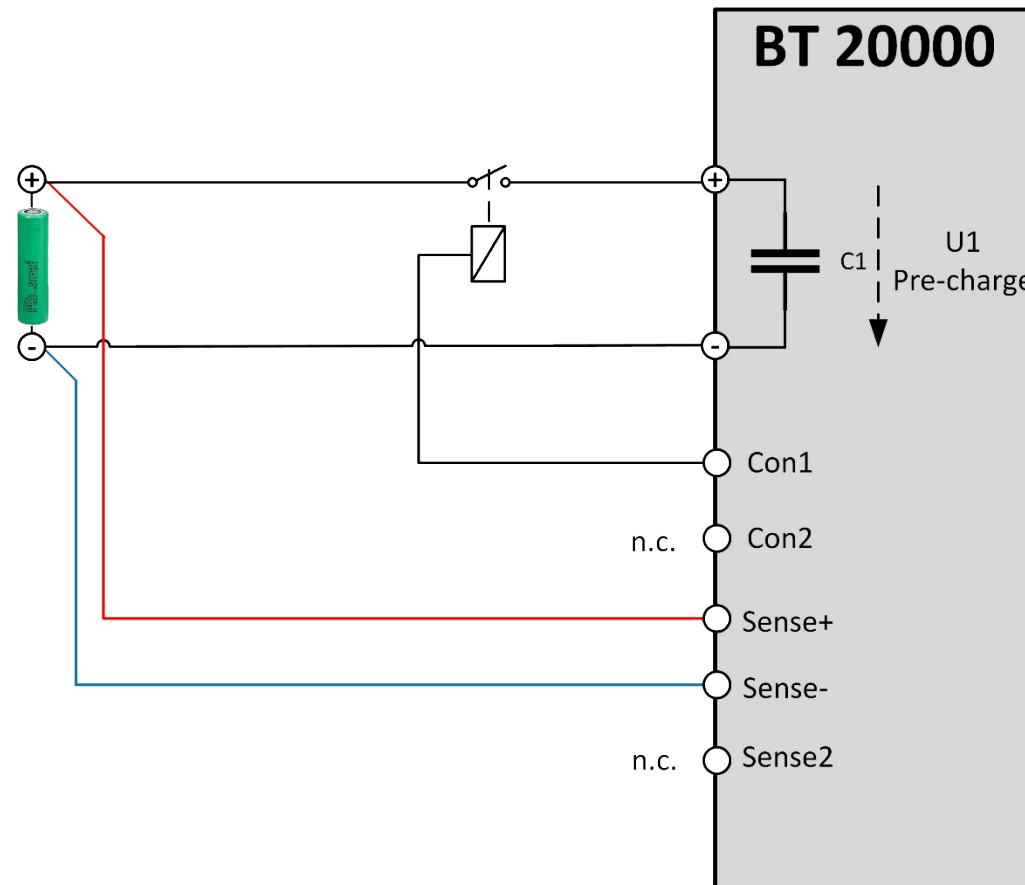 BT 20000
+
+
C1
U1
Pre-charge
-
-
Con1
n.c.
Con2
Sense+
Sense-
n.c.
Sense2